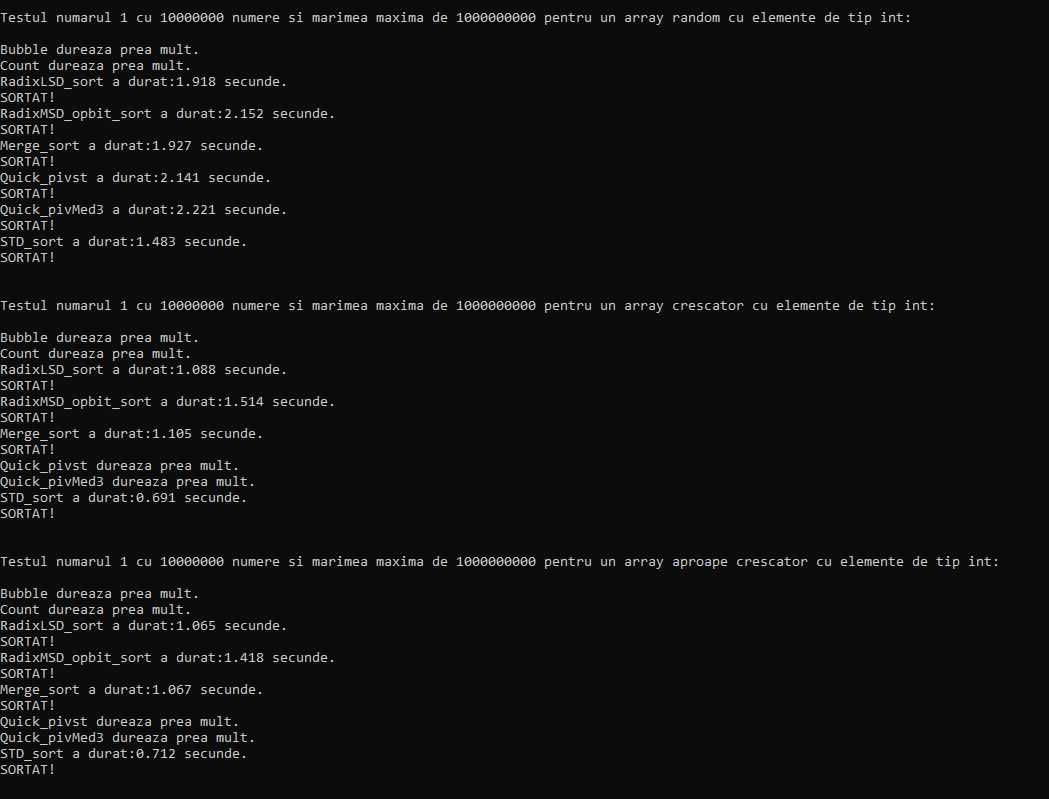 Testul numarul 1 cu 10000000 numere si marimea maxima de 1000000000 pentru un array random cu elemente de tip int:
Bubble dureaza prea mult.
Count dureaza prea mult.
RadixLSD_sort a durat:1.918 secunde.
SORTAT!
RadixMSD_opbit_sort a durat:2.152 secunde.
SORTAT!
Merge_sort a durat:1.927 secunde.
SORTAT!
Quick_pivst a durat:2.141 secunde.
SORTAT!
Quick_pivMed3 a durat:2.221 secunde.
SORTAT!
STD_sort a durat:1.483 secunde.
SORTAT!
Testul numarul 1 cu 10000000 numere si marimea maxima de 1000000000 pentru un array crescator cu elemente de tip int:
Bubble dureaza prea mult.
Count dureaza prea mult.
RadixLSD_sort a durat:1.088 secunde.
SORTAT!
RadixMSD_opbit_sort a durat:1.514 secunde.
SORTAT!
Merge_sort a durat:1.105 secunde.
SORTAT!
Quick_pivst dureaza prea mult.
Quick_pivMed3 dureaza prea mult.
STD_sort a durat:0.691 secunde.
SORTAT!
Testul numarul 1 cu 10000000 numere si marimea maxima de 1000000000 pentru un array aproape crescator cu elemente de tip int:
Bubble dureaza prea mult.
Count dureaza prea mult.
RadixLSD_sort a durat:1.065 secunde.
SORTAT!
RadixMSD_opbit_sort a durat:1.418 secunde.
SORTAT!
Merge_sort a durat:1.067 secunde.
SORTAT!
Quick_pivst dureaza prea mult.
Quick_pivMed3 dureaza prea mult.
STD_sort a durat:0.712 secunde.
SORTAT!